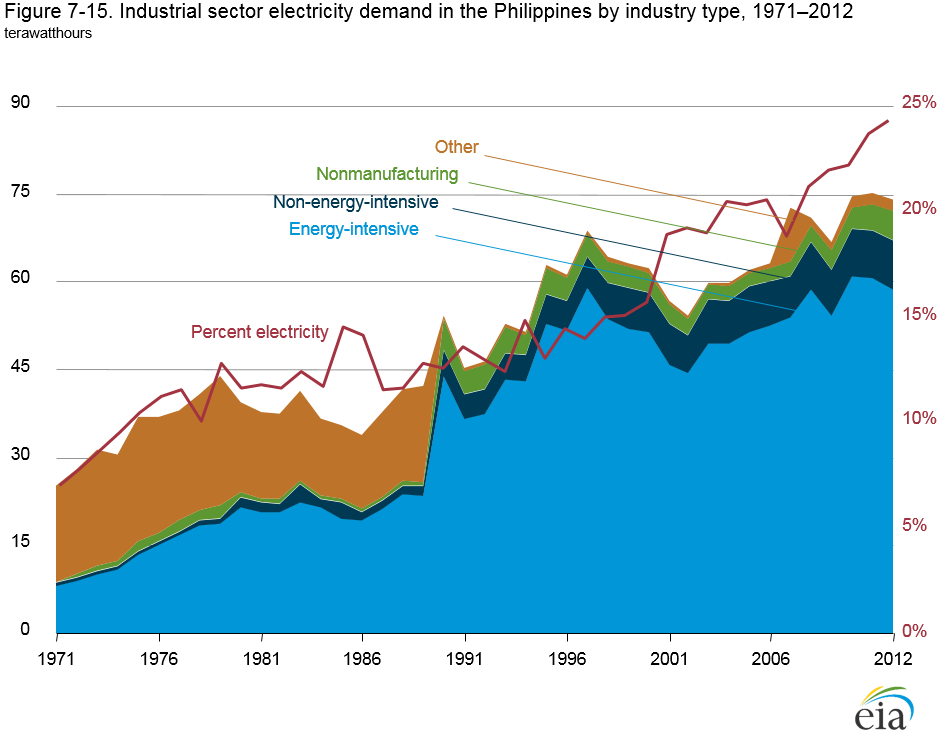 Figure 7-15. Industrial sector electricity demand in the Philippines by industry type, 1971–2012
terawatthours
90
25%
Other
Nonmanufacturing
75
20%
Non-energy-intensive
Energy-intensive
60
15%
Percent electricity
45
10%
30
5%
15
0
0%
1971
1976
1981
1986
1991
1996
2001
2006
2012
eia